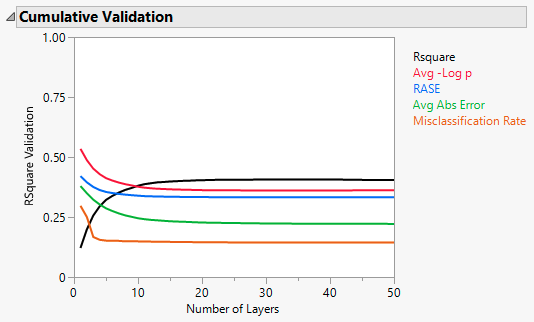 Cumulative Validation
1.00
0.75
0.50
0.25
0
RSquare Validation
0 10 20 30 40 50
Number of Layers
Rsquare
Avg -Log p
RASE
Avg Abs Error
Misclassification Rate